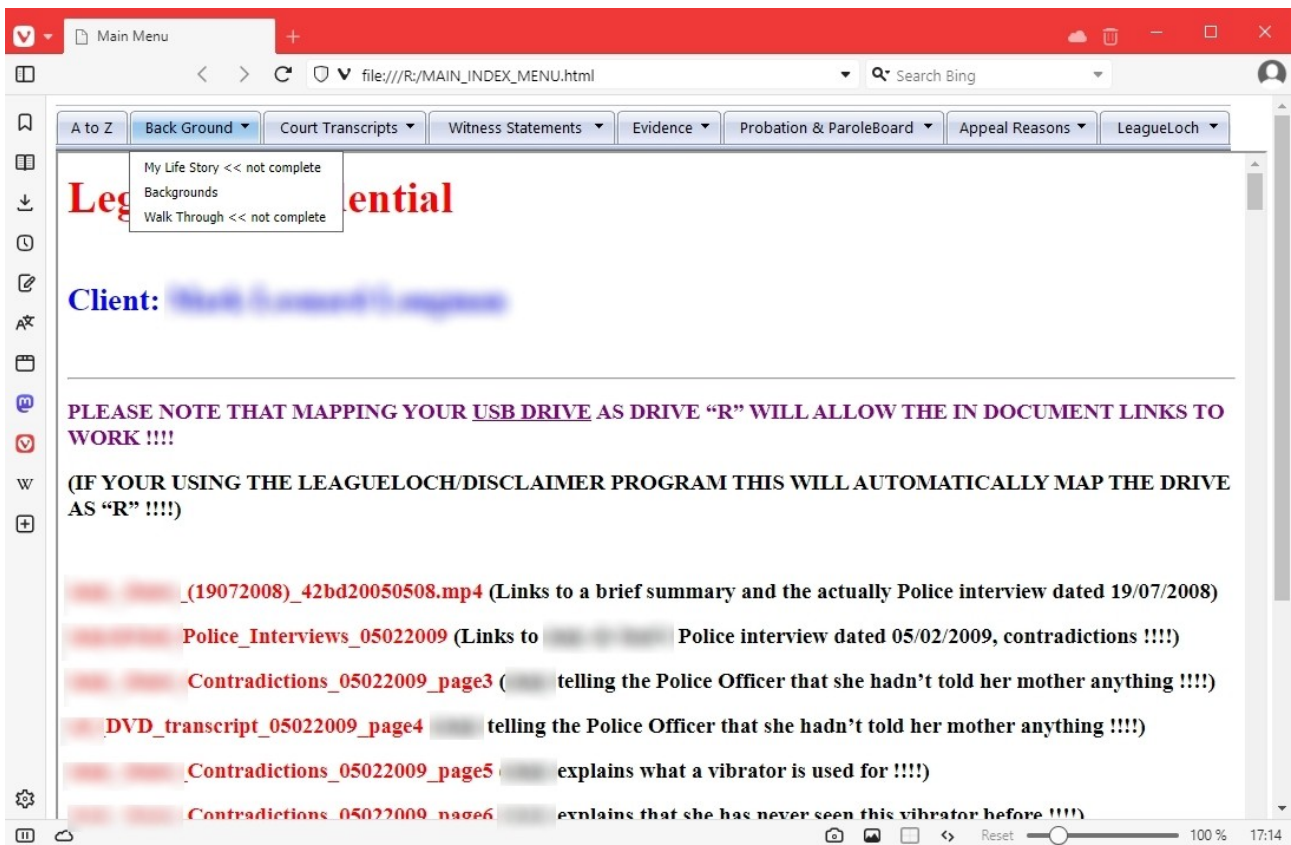 Main Menu
file:///R:/MAIN_INDEX_MENU.html
Search Bing
A to Z
Back Ground
Court Transcripts
Witness Statements
Evidence
Probation & ParoleBoard
Appeal Reasons
LeagueLoch
My Life Story << not complete
Backgrounds
Walk Through << not complete
Leg
ential
Client:
PLEASE NOTE THAT MAPPING YOUR USB DRIVE AS DRIVE “R” WILL ALLOW THE IN DOCUMENT LINKS TO
WORK !!!!
(IF YOUR USING THE LEAGUELOCH/DISCLAIMER PROGRAM THIS WILL AUTOMATICALLY MAP THE DRIVE
AS “R” !!!!)
_(19072008)_42bd20050508.mp4 (Links to a brief summary and the actually Police interview dated 19/07/2008)
Police_Interviews_05022009 (Links to Police interview dated 05/02/2009, contradictions !!!!)
Contradictions_05022009_page3 ( telling the Police Officer that she hadn’t told her mother anything !!!!)
DVD_transcript_05022009_page4 telling the Police Officer that she hadn’t told her mother anything !!!!)
Contradictions_05022009_page5 explains what a vibrator is used for !!!!)
Contradictions_05022009_page6 explains that she has never seen this vibrator before !!!!)
Reset
100 %
17:14